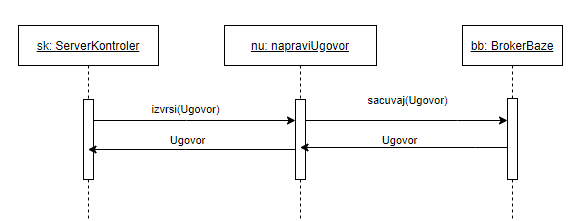 sk: ServerKontroler
nu: napraviUgovor
bb: BrokerBaze
izvrsi(Ugovor)
sacuvaj(Ugovor)
Ugovor
Ugovor